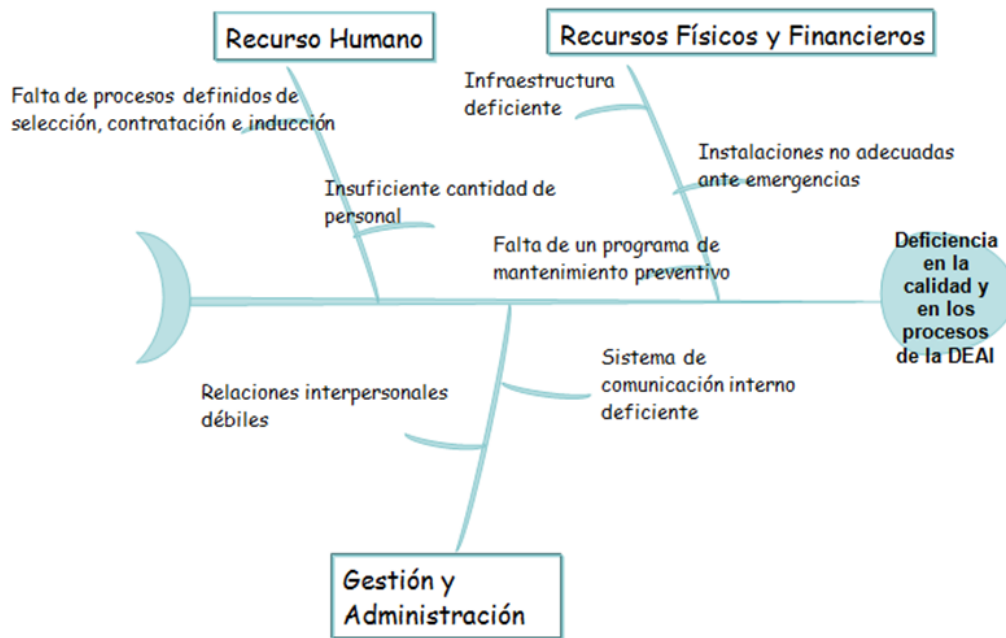 Recurso Humano
Recursos Físicos y Financieros
Falta de procesos definidos de
selección, contratación e inducción
Infraestructura
deficiente
Insuficiente cantidad de
personal
Instalaciones no adecuadas
ante emergencias
Falta de un programa de
mantenimiento preventivo
Deficiencia
en la
calidad y
en los
procesos
de la DEAI
Relaciones interpersonales
débiles
Sistema de
comunicación interno
deficiente
Gestión y
Administración